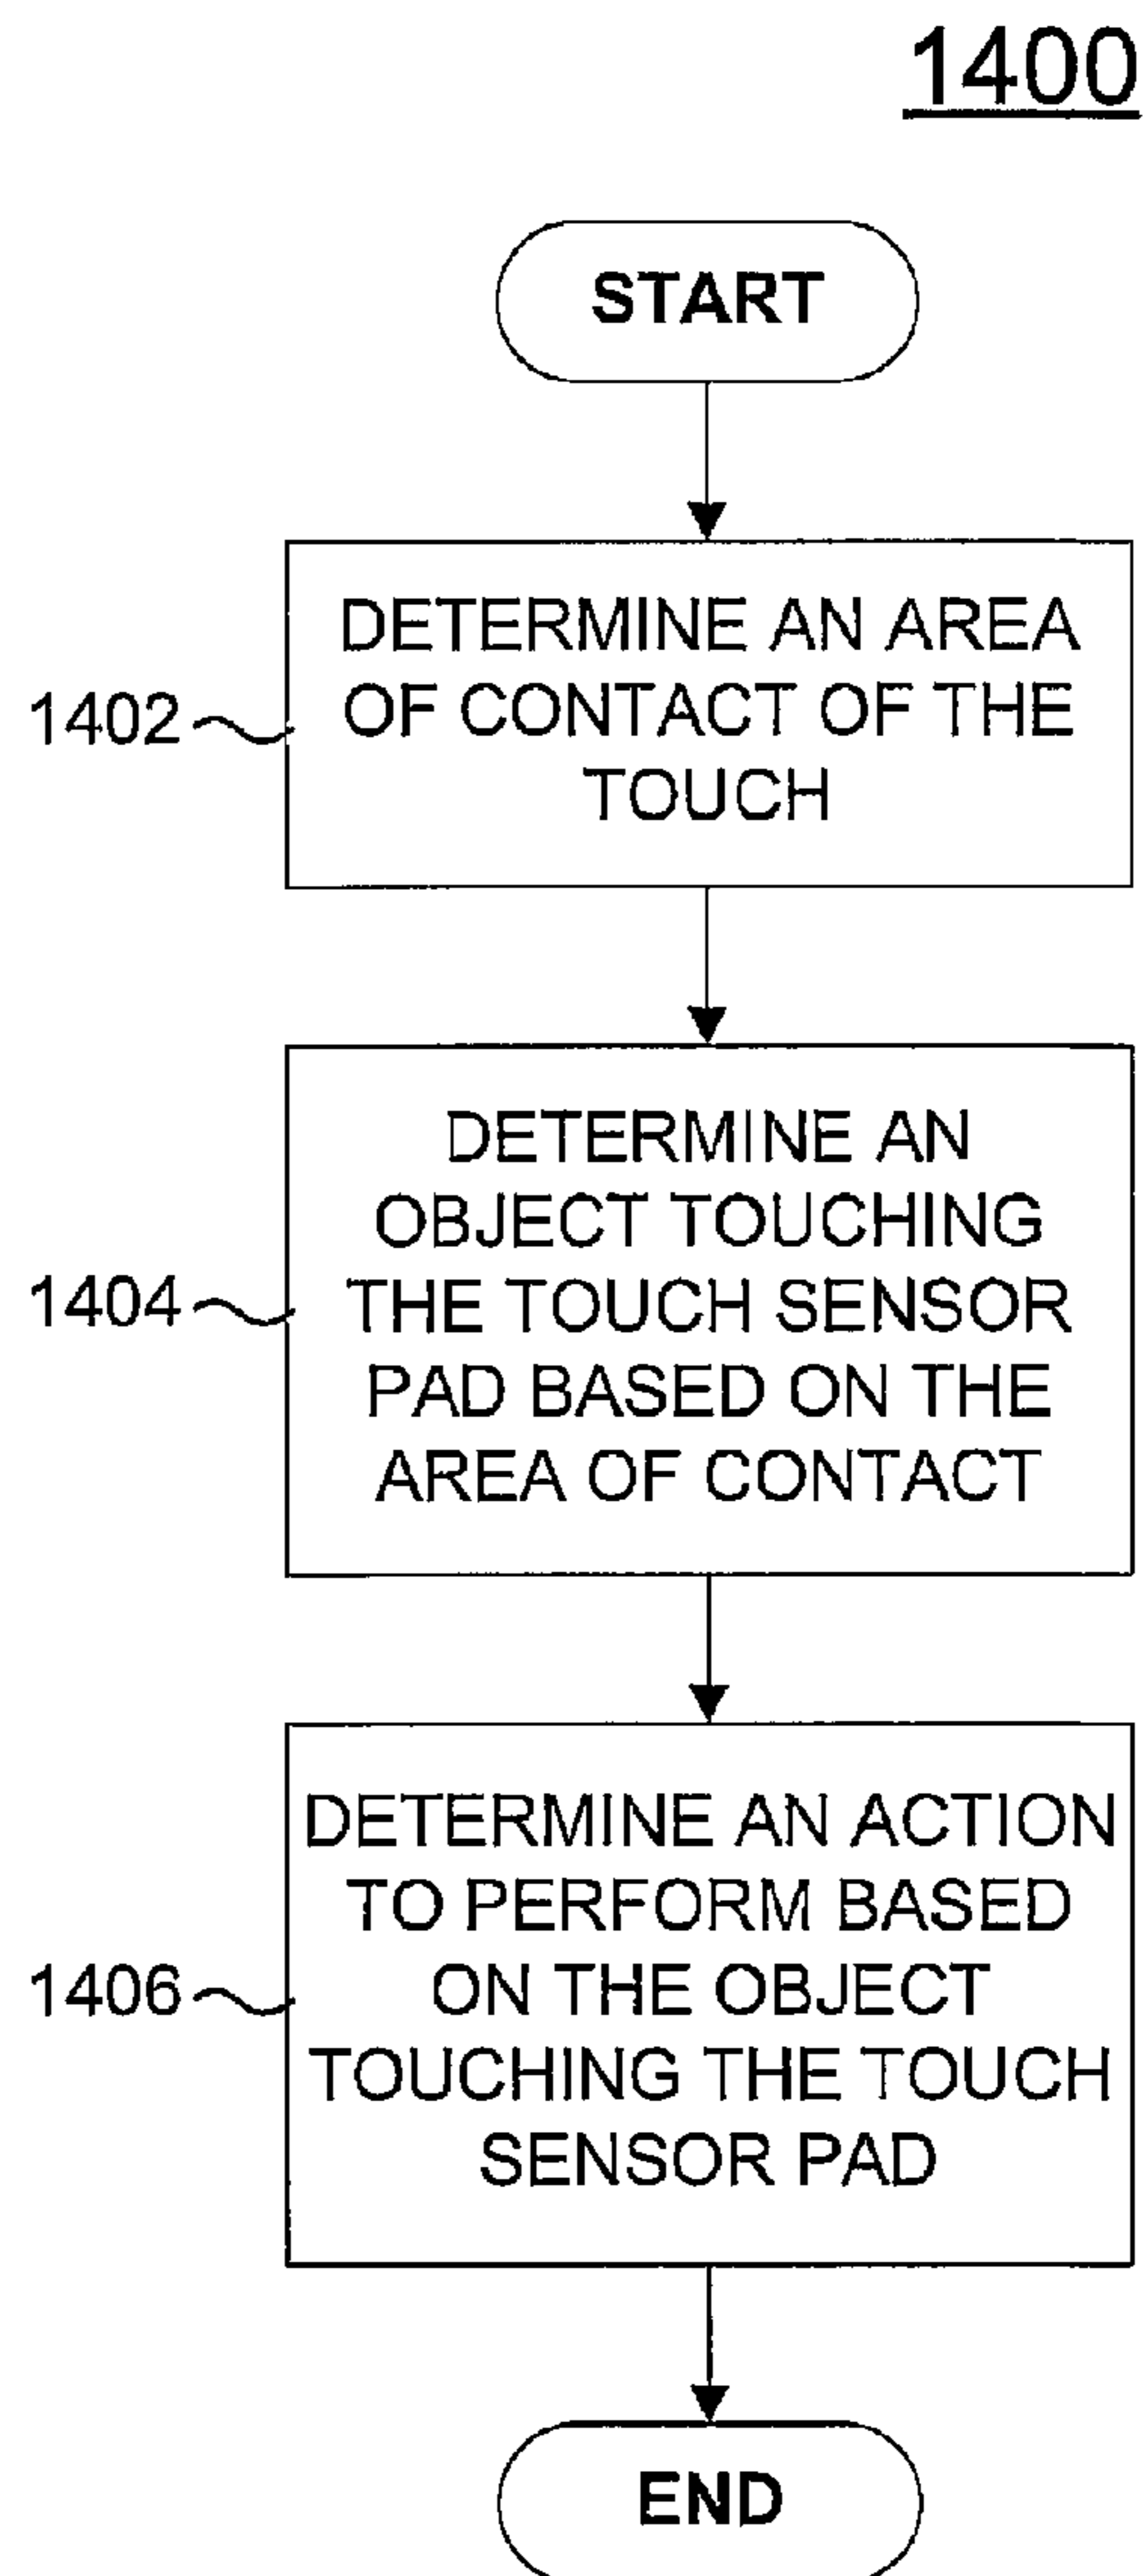 1400
START
DETERMINE AN AREA
OF CONTACT OF THE
TOUCH
1402
DETERMINE AN
OBJECT TOUCHING
THE TOUCH SENSOR
PAD BASED ON THE
AREA OF CONTACT
1404
DETERMINE AN ACTION
TO PERFORM BASED
ON THE OBJECT
TOUCHING THE TOUCH
SENSOR PAD
1406
END